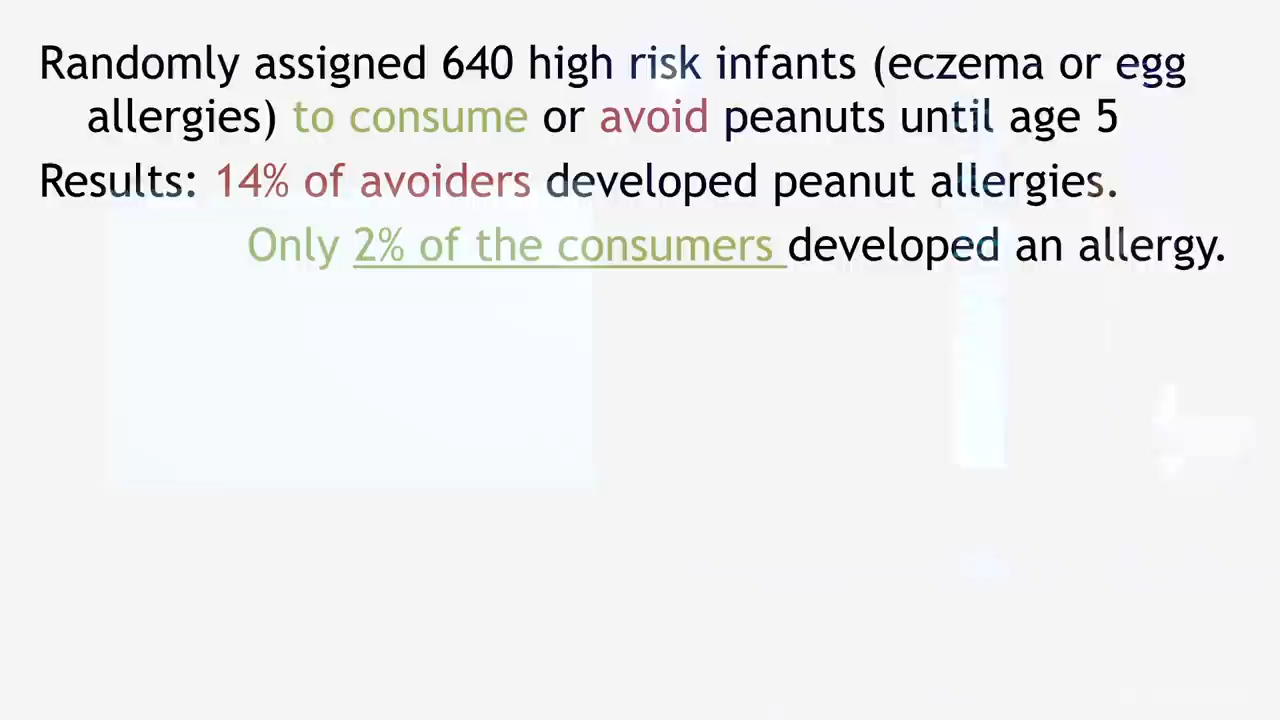 Randomly assigned 640 high risk infants (eczema or egg
allergies) to consume or avoid peanuts until age 5
Results: 14% of avoiders developed peanut allergies.
Only 2% of the consumers developed an allergy.